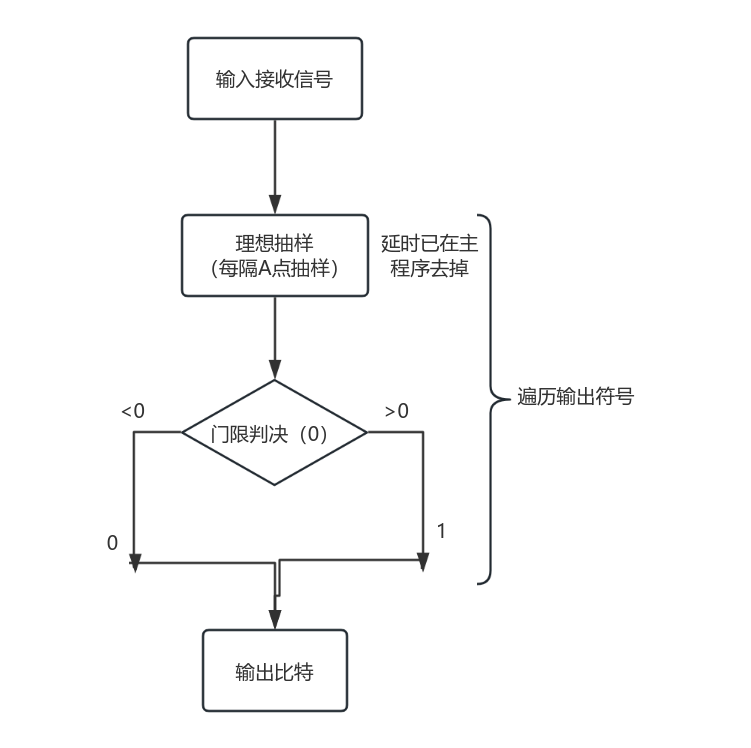 输入接收信号
理想抽样
（每隔A点抽样）
延时已在主
程序去掉
<0
>0
门限判决（0）
遍历输出符号
0
1
输出比特